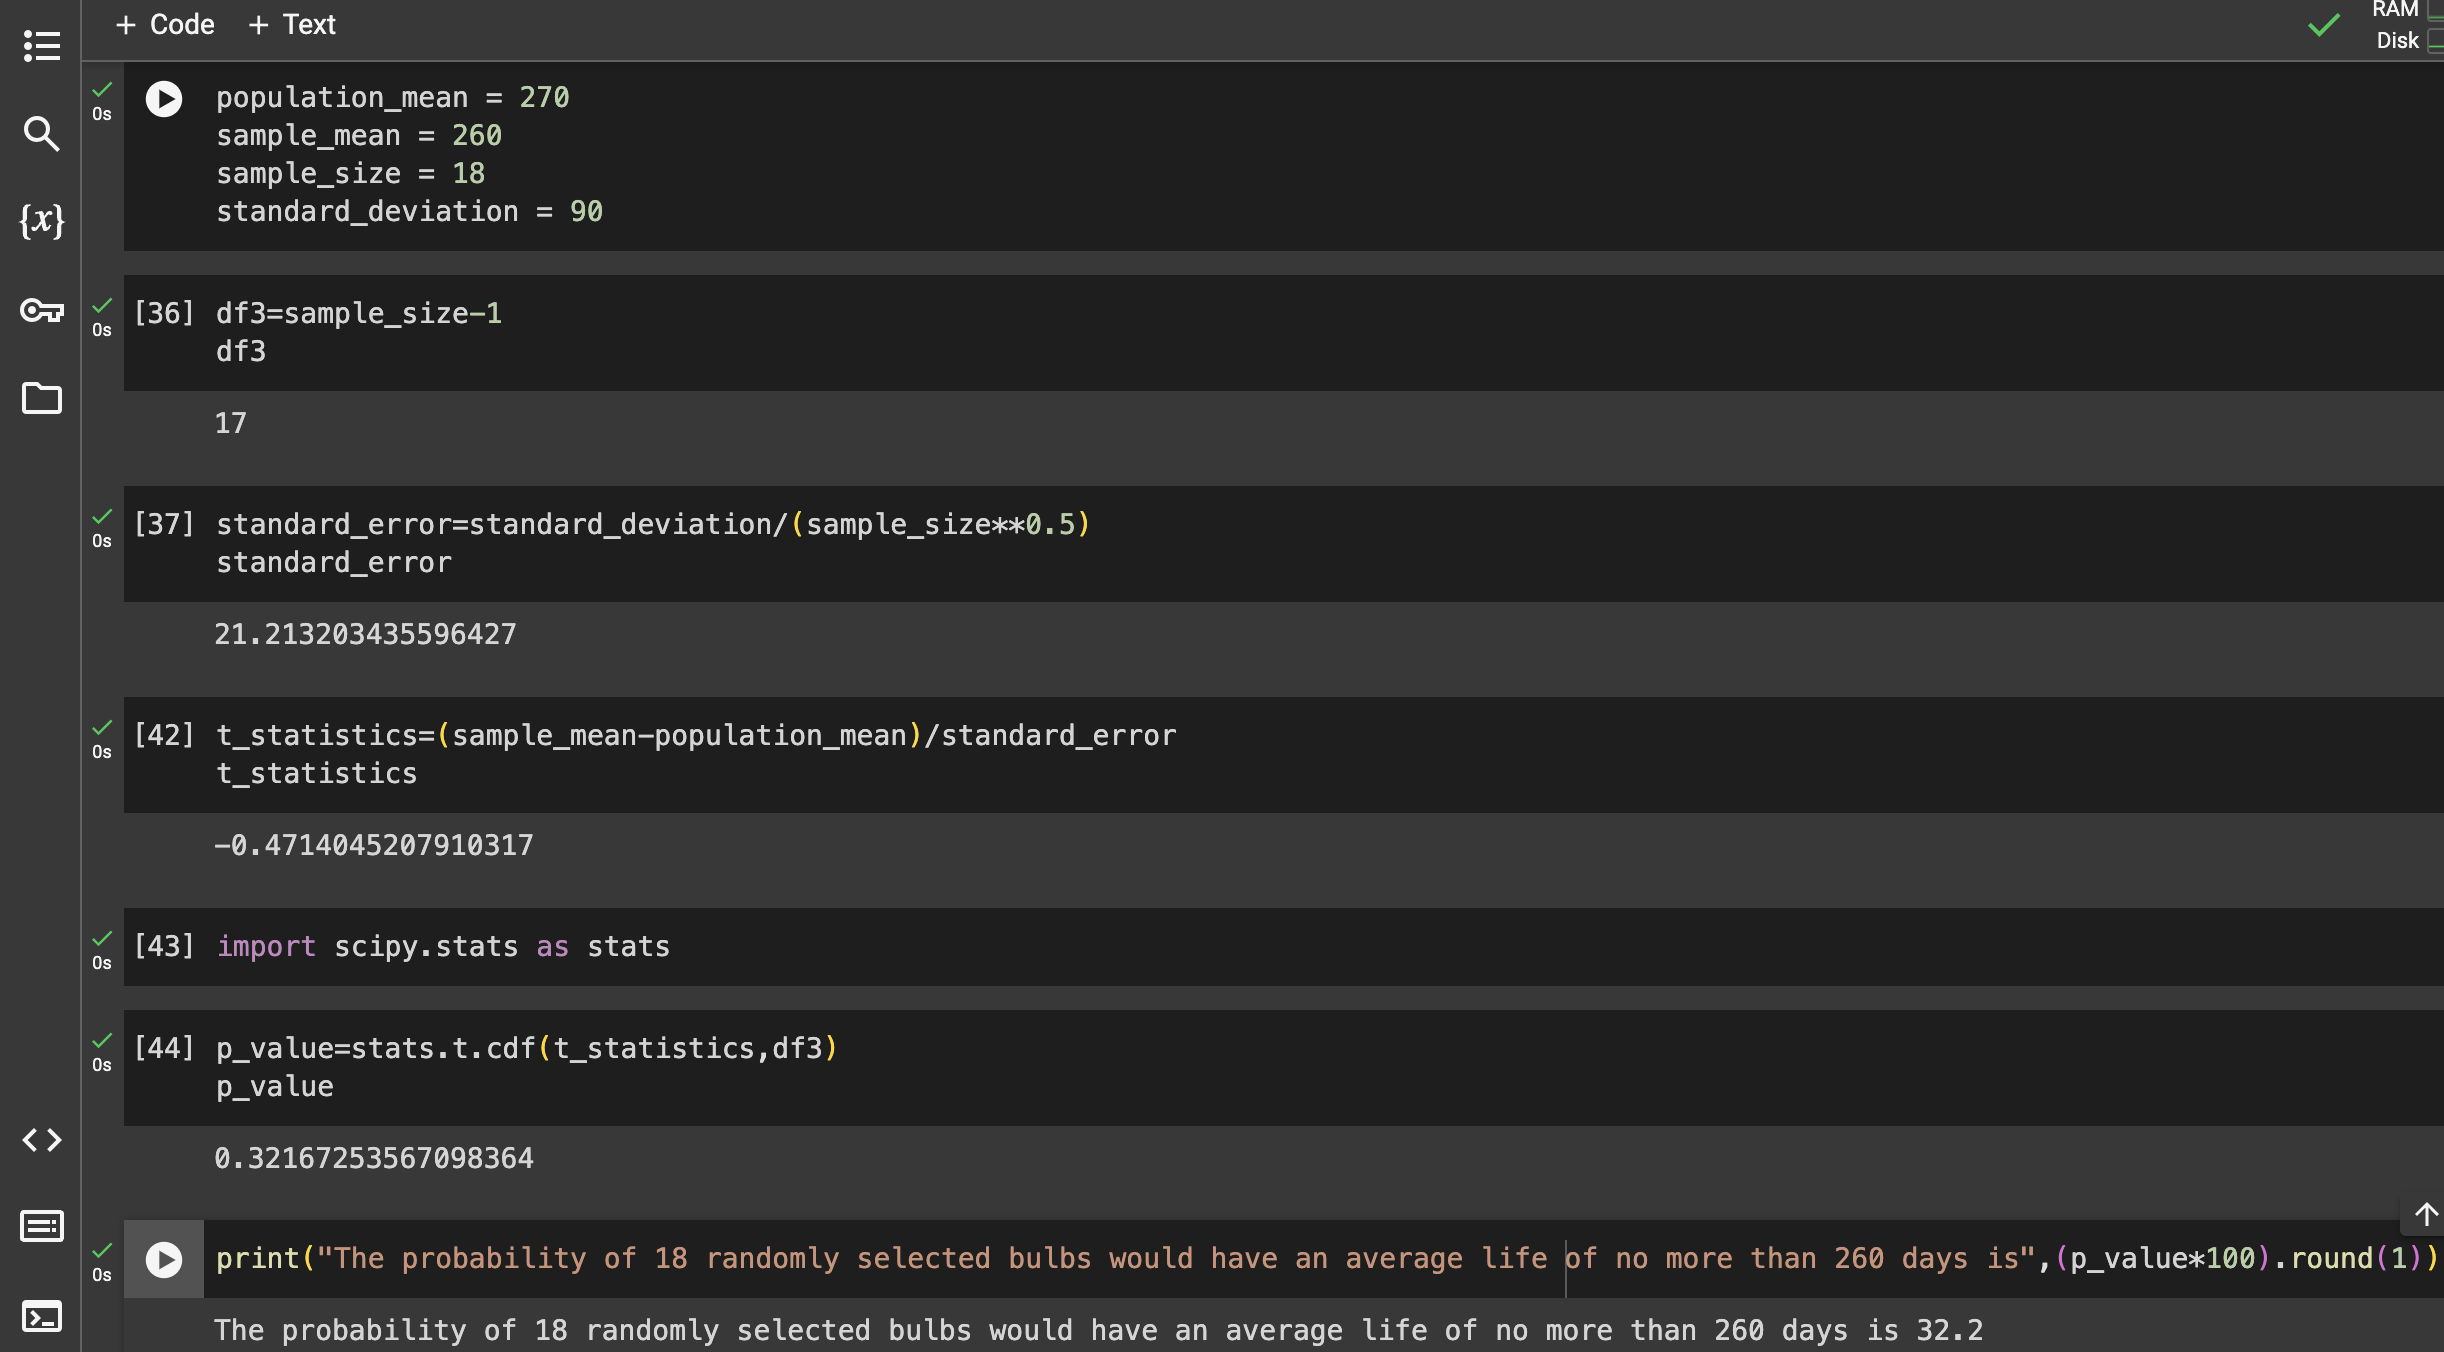 + Code + Text
RAM
Disk
0s
population_mean = 270
sample_mean = 260
sample_size = 18
standard_deviation = 90
{x}
0s
[36] df3=sample_size-1
df3
17
0s
[37] standard_error=standard_deviation/(sample_size**0.5)
standard_error
21.213203435596427
0s
[42] t_statistics=(sample_mean-population_mean)/standard_error
t_statistics
-0.4714045207910317
0s
[43] import scipy.stats as stats
0s
[44] p_value=stats.t.cdf(t_statistics,df3)
p_value
0.32167253567098364
0s
print("The probability of 18 randomly selected bulbs would have an average life of no more than 260 days is",(p_value*100).round(1))
The probability of 18 randomly selected bulbs would have an average life of no more than 260 days is 32.2